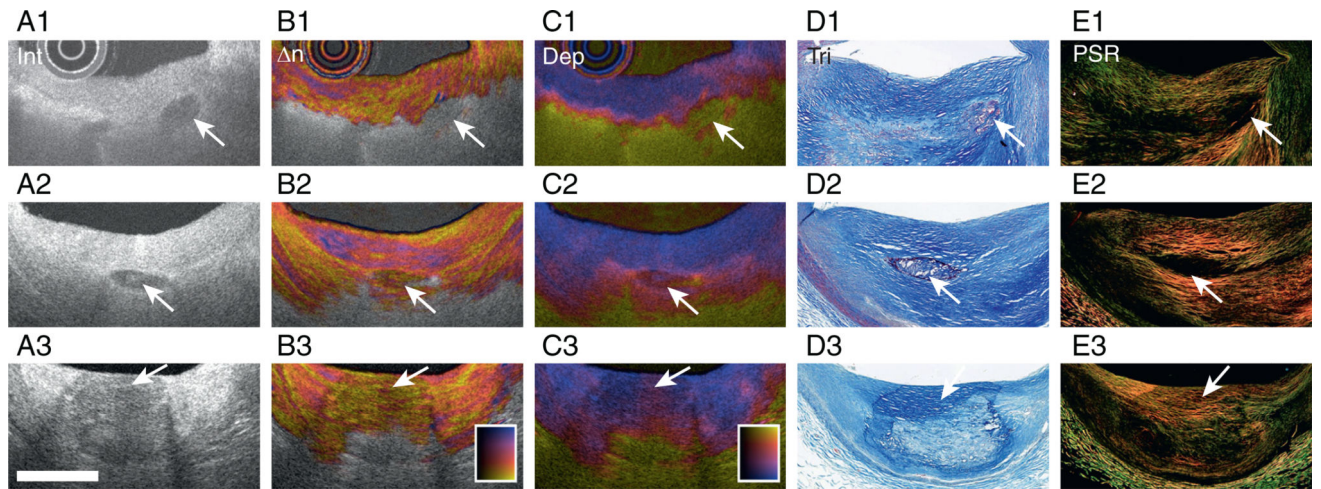 A1 B1 C1 D1 E1
Int Δn Dep Tri PSR
A2 B2 C2 D2 E2
A3 B3 C3 D3 E3